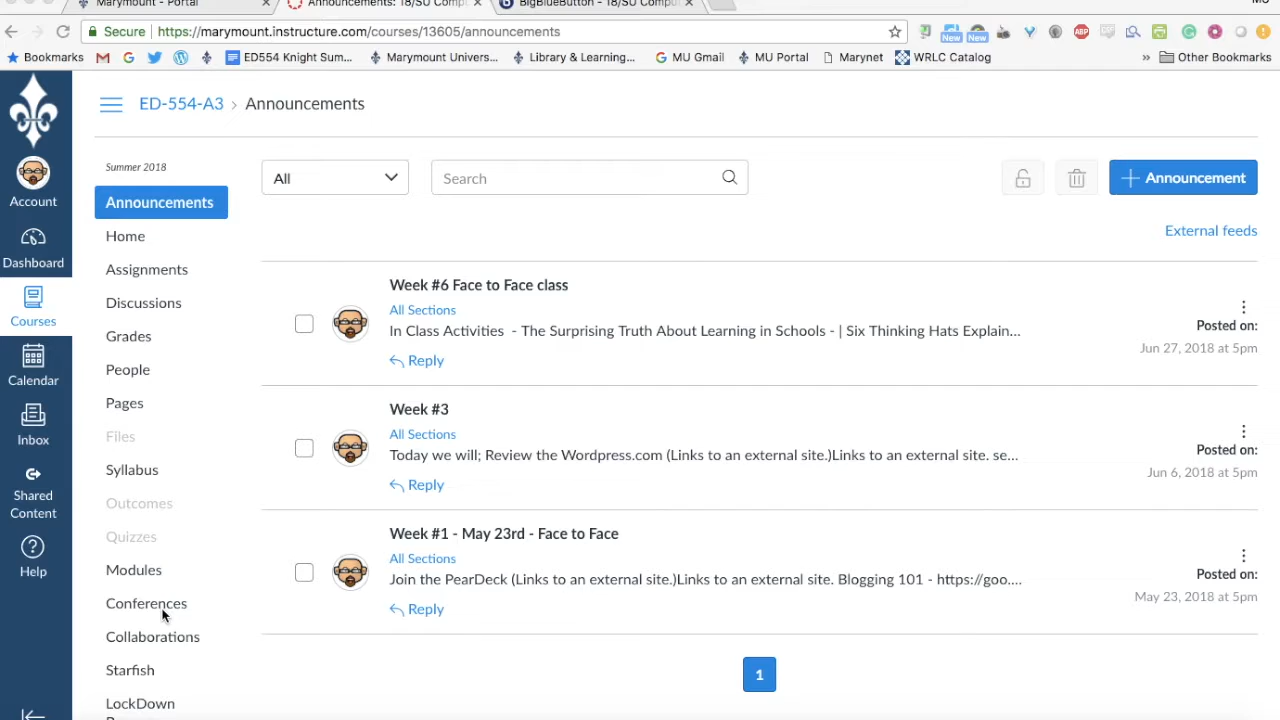 Marymount - Portal
Announcements: 18/SU Comp
BigBlueButton - 18/SU Compu
Secure
https://marymount.instructure.com/courses/13605/announcements
New
New
ABP
Bookmarks
ED554 Knight Sum...
Marymount Univers...
Library & Learning...
MU Gmail
MU Portal
Marynet
WRLC Catalog
»
Other Bookmarks
ED-554-A3 › Announcements
Account
Dashboard
Courses
Calendar
Inbox
Shared
Content
Help
Summer 2018
Announcements
Home
Assignments
Discussions
Grades
People
Pages
Files
Syllabus
Outcomes
Quizzes
Modules
Conferences
Collaborations
Starfish
LockDown
All
Search
+ Announcement
External feeds
Week #6 Face to Face class
All Sections
In Class Activities - The Surprising Truth About Learning in Schools - | Six Thinking Hats Explain...
Reply
Posted on:
Jun 27, 2018 at 5pm
Week #3
All Sections
Today we will; Review the Wordpress.com (Links to an external site.)Links to an external site. se...
Reply
Posted on:
Jun 6, 2018 at 5pm
Week #1 - May 23rd - Face to Face
All Sections
Join the PearDeck (Links to an external site.)Links to an external site. Blogging 101 - https://goo....
Reply
Posted on:
May 23, 2018 at 5pm
1